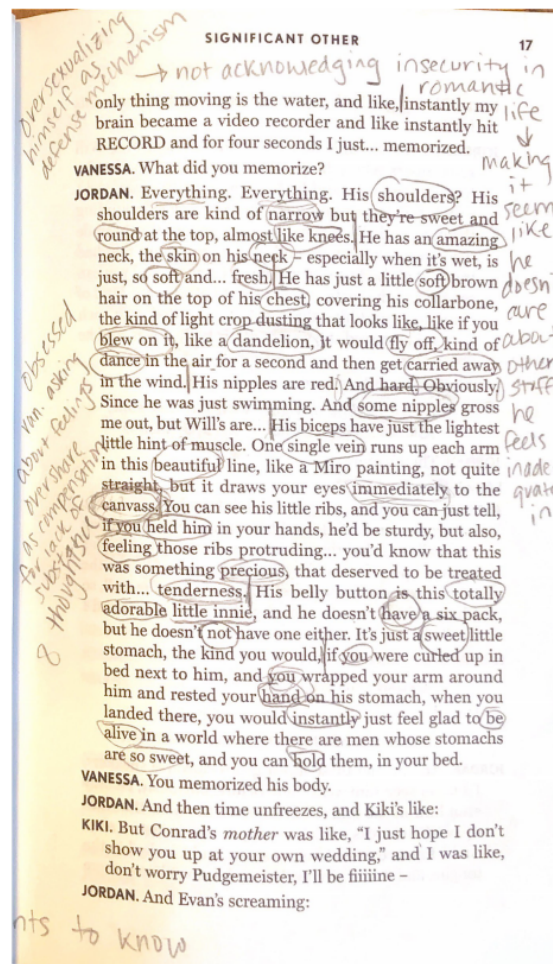 SIGNIFICANT OTHER
17
oversexualizing
himself as
defense mechanism
→ not acknowledging insecurity in
romantic
life
↓
making
it
seem
like
he
doesn't
care
about
other
stuff
he
feels
inade
quate
in
only thing moving is the water, and like, instantly my
brain became a video recorder and like instantly hit
RECORD and for four seconds I just... memorized.
VANESSA. What did you memorize?
JORDAN. Everything. Everything. His shoulders? His
shoulders are kind of narrow but they're sweet and
round at the top, almost like knees. He has an amazing
neck, the skin on his neck – especially when it's wet, is
just, so soft and... fresh. He has just a little soft brown
hair on the top of his chest, covering his collarbone,
the kind of light crop dusting that looks like, like if you
blew on it, like a dandelion, it would fly off, kind of
dance in the air for a second and then get carried away
in the wind. His nipples are red. And hard. Obviously.
Since he was just swimming. And some nipples gross
me out, but Will's are... His biceps have just the lightest
little hint of muscle. One single vein runs up each arm
in this beautiful line, like a Miro painting, not quite
straight, but it draws your eyes immediately to the
canvass. You can see his little ribs, and you can just tell,
if you held him in your hands, he'd be sturdy, but also,
feeling those ribs protruding... you'd know that this
was something precious, that deserved to be treated
with... tenderness. His belly button is this totally
adorable little innie, and he doesn't have a six pack,
but he doesn't not have one either. It's just a sweet little
stomach, the kind you would, if you were curled up in
bed next to him, and you wrapped your arm around
him and rested your hand on his stomach, when you
landed there, you would instantly just feel glad to be
alive in a world where there are men whose stomachs
are so sweet, and you can hold them, in your bed.
VANESSA. You memorized his body.
JORDAN. And then time unfreezes, and Kiki's like:
KIKI. But Conrad's mother was like, "I just hope I don't
show you up at your own wedding," and I was like,
don't worry Pudgemeister, I'll be fiiiiine –
JORDAN. And Evan's screaming:
obsessed
van. asking
about feelings
overshare
as compensation
for lack of
substance
& thoughts
nts to know